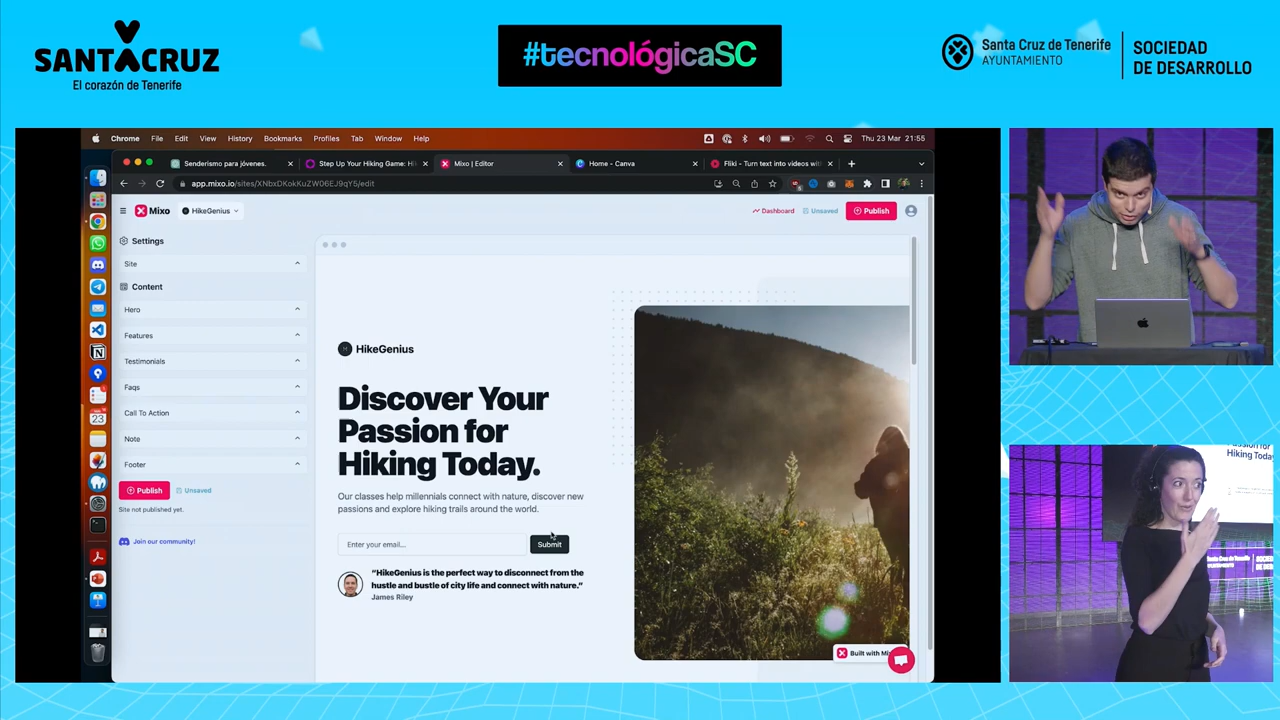 SANTACRUZ
El corazón de Tenerife
#tecnológicaSC
Santa Cruz de Tenerife
AYUNTAMIENTO
SOCIEDAD
DE DESARROLLO
Chrome File Edit View History Bookmarks Profiles Tab Window Help
Thu 23 Mar 21:55
Senderismo para jóvenes.
Step Up Your Hiking Game: H
Mixo | Editor
Home - Canva
Fliki - Turn text into videos wit
app.mixo.io/sites/XNbxDKokKuZW06EJ9qY5/edit
Mixo
HikeGenius
Dashboard
Unsaved
Publish
Settings
Site
Content
Hero
Features
Testimonials
Faqs
Call To Action
Note
Footer
Publish
Unsaved
Site not published yet.
Join our community!
HikeGenius
Discover Your
Passion for
Hiking Today.
Our classes help millennials connect with nature, discover new
passions and explore hiking trails around the world.
Enter your email...
Submit
“HikeGenius is the perfect way to disconnect from the
hustle and bustle of city life and connect with nature.”
James Riley
Built with Mi
23
Hiking Today